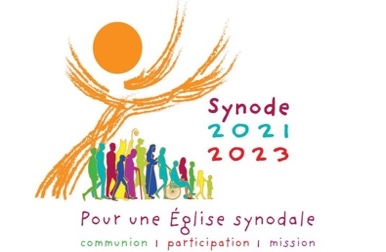 Synode
2021
2023
Pour une Église synodale
communion | participation | mission